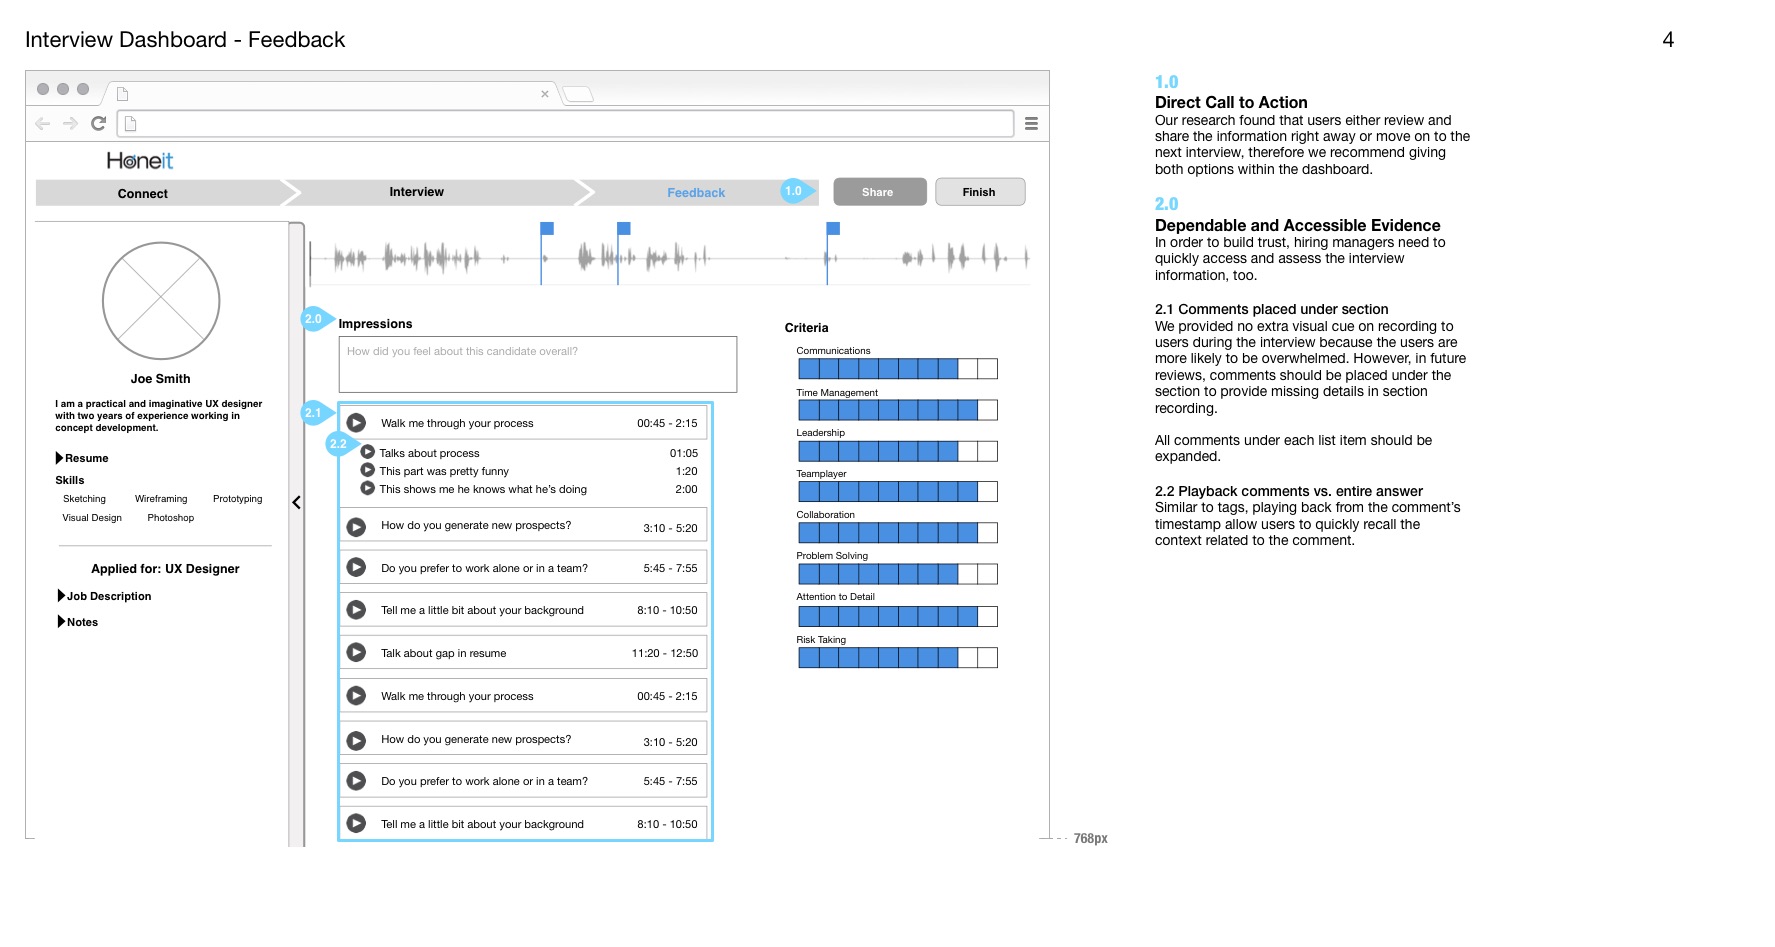 Interview Dashboard - Feedback
4
Honeit
Connect
Interview
Feedback
1.0
Share
Finish
Joe Smith
I am a practical and imaginative UX designer
with two years of experience working in
concept development.
Resume
Skills
Sketching Wireframing Prototyping
Visual Design Photoshop
Applied for: UX Designer
Job Description
Notes
2.0
Impressions
How did you feel about this candidate overall?
2.1
Walk me through your process 00:45 - 2:15
2.2
Talks about process 01:05
This part was pretty funny 1:20
This shows me he knows what he's doing 2:00
How do you generate new prospects? 3:10 - 5:20
Do you prefer to work alone or in a team? 5:45 - 7:55
Tell me a little bit about your background 8:10 - 10:50
Talk about gap in resume 11:20 - 12:50
Walk me through your process 00:45 - 2:15
How do you generate new prospects? 3:10 - 5:20
Do you prefer to work alone or in a team? 5:45 - 7:55
Tell me a little bit about your background 8:10 - 10:50
Criteria
Communications
Time Management
Leadership
Teamplayer
Collaboration
Problem Solving
Attention to Detail
Risk Taking
768px
1.0
Direct Call to Action
Our research found that users either review and
share the information right away or move on to the
next interview, therefore we recommend giving
both options within the dashboard.
2.0
Dependable and Accessible Evidence
In order to build trust, hiring managers need to
quickly access and assess the interview
information, too.
2.1 Comments placed under section
We provided no extra visual cue on recording to
users during the interview because the users are
more likely to be overwhelmed. However, in future
reviews, comments should be placed under the
section to provide missing details in section
recording.
All comments under each list item should be
expanded.
2.2 Playback comments vs. entire answer
Similar to tags, playing back from the comment's
timestamp allow users to quickly recall the
context related to the comment.